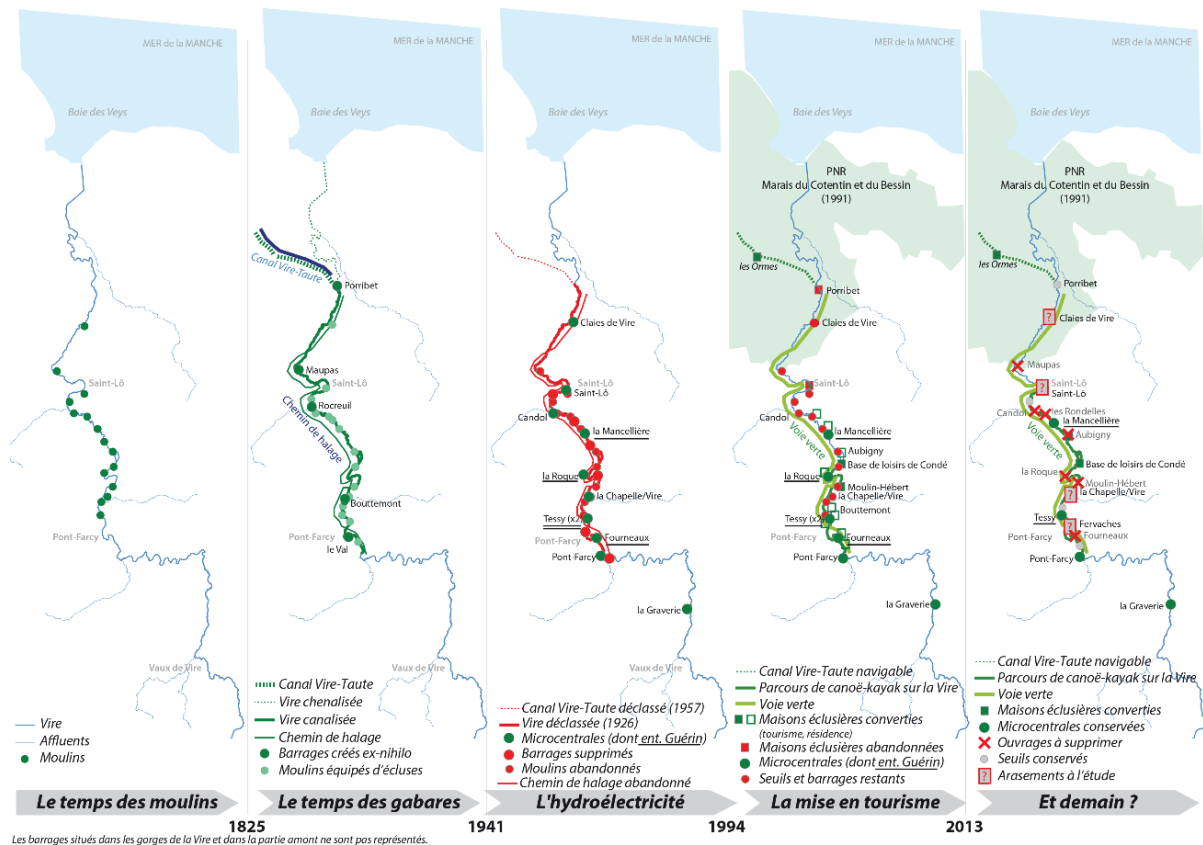 MER de la MANCHE
Baie des Veys
Saint-Lô
Pont-Farcy
Vire
Affluents
Moulins
Le temps des moulins
1825
MER de la MANCHE
Baie des Veys
Canal Vire-Taute
Porribet
Maupas
Saint-Lô
Rocreuil
Chemin de halage
Bouttemont
Pont-Farcy
le Val
Vaux de Vire
Canal Vire-Taute
Vire chenalisée
Vire canalisée
Chemin de halage
Barrages créés ex-nihilo
Moulins équipés d'écluses
Le temps des gabares
1941
MER de la MANCHE
Baie des Veys
Claies de Vire
Saint-Lô
Saint-Lô
Candol
la Mancellière
la Roque
la Chapelle/Vire
Tessy (x2)
Pont-Farcy
Fourneaux
Pont-Farcy
la Graverie
Vaux de Vire
Canal Vire-Taute déclassé (1957)
Vire déclassée (1926)
Microcentrales (dont ent. Guérin)
Barrages supprimés
Moulins abandonnés
Chemin de halage abandonné
L'hydroélectricité
1994
MER de la MANCHE
Baie des Veys
PNR
Marais du Cotentin et du Bessin
(1991)
les Ormes
Porribet
Claies de Vire
Saint-Lô
Candol
la Mancellière
Voie verte
Aubigny
Base de loisirs de Condé
la Roque
Moulin-Hébert
la Chapelle/Vire
Bouttemont
Tessy (x2)
Fourneaux
Pont-Farcy
la Graverie
Vaux de Vire
Canal Vire-Taute navigable
Parcours de canoë-kayak sur la Vire
Voie verte
Maisons éclusières converties
(tourisme, résidence)
Maisons éclusières abandonnées
Microcentrales (dont ent. Guérin)
Seuils et barrages restants
La mise en tourisme
2013
MER de la MANCHE
Baie des Veys
PNR
Marais du Cotentin et du Bessin
(1991)
les Ormes
Porribet
?
Claies de Vire
Maupas
Saint-Lô
?
Saint-Lô
Candol
les Rondelles
la Mancellière
Aubigny
Voie verte
Base de loisirs de Condé
la Roque
Moulin-Hébert
?
la Chapelle/Vire
Tessy
?
Fervaches
Pont-Farcy
Fourneaux
Pont-Farcy
la Graverie
Vaux de Vire
Canal Vire-Taute navigable
Parcours de canoë-kayak sur la Vire
Voie verte
Maisons éclusières converties
Microcentrales conservées
Ouvrages à supprimer
Seuils conservés
? Arasements à l'étude
Et demain ?
Les barrages situés dans les gorges de la Vire et dans la partie amont ne sont pas représentés.